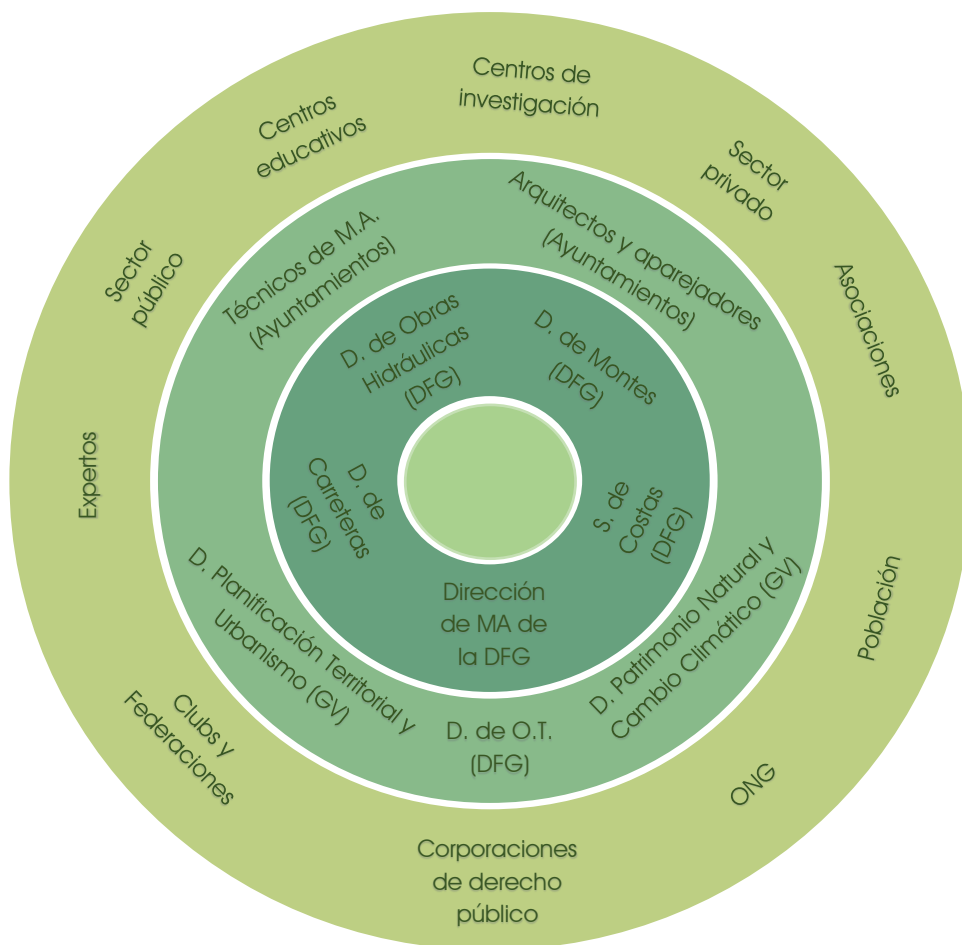 Centros de
investigación
Sector
privado
Asociaciones
Población
ONG
Corporaciones
de derecho
público
Clubs y
Federaciones
Expertos
Sector
público
Centros
educativos
Arquitectos y aparejadores
(Ayuntamientos)
D. Patrimonio Natural y
Cambio Climático (GV)
D. de O.T.
(DFG)
D. Planificación Territorial y
Urbanismo (GV)
Técnicos de M.A.
(Ayuntamientos)
D. de Montes
(DFG)
S. de
Costas
(DFG)
Dirección
de MA de
la DFG
D. de
Carreteras
(DFG)
D. de Obras
Hidráulicas
(DFG)